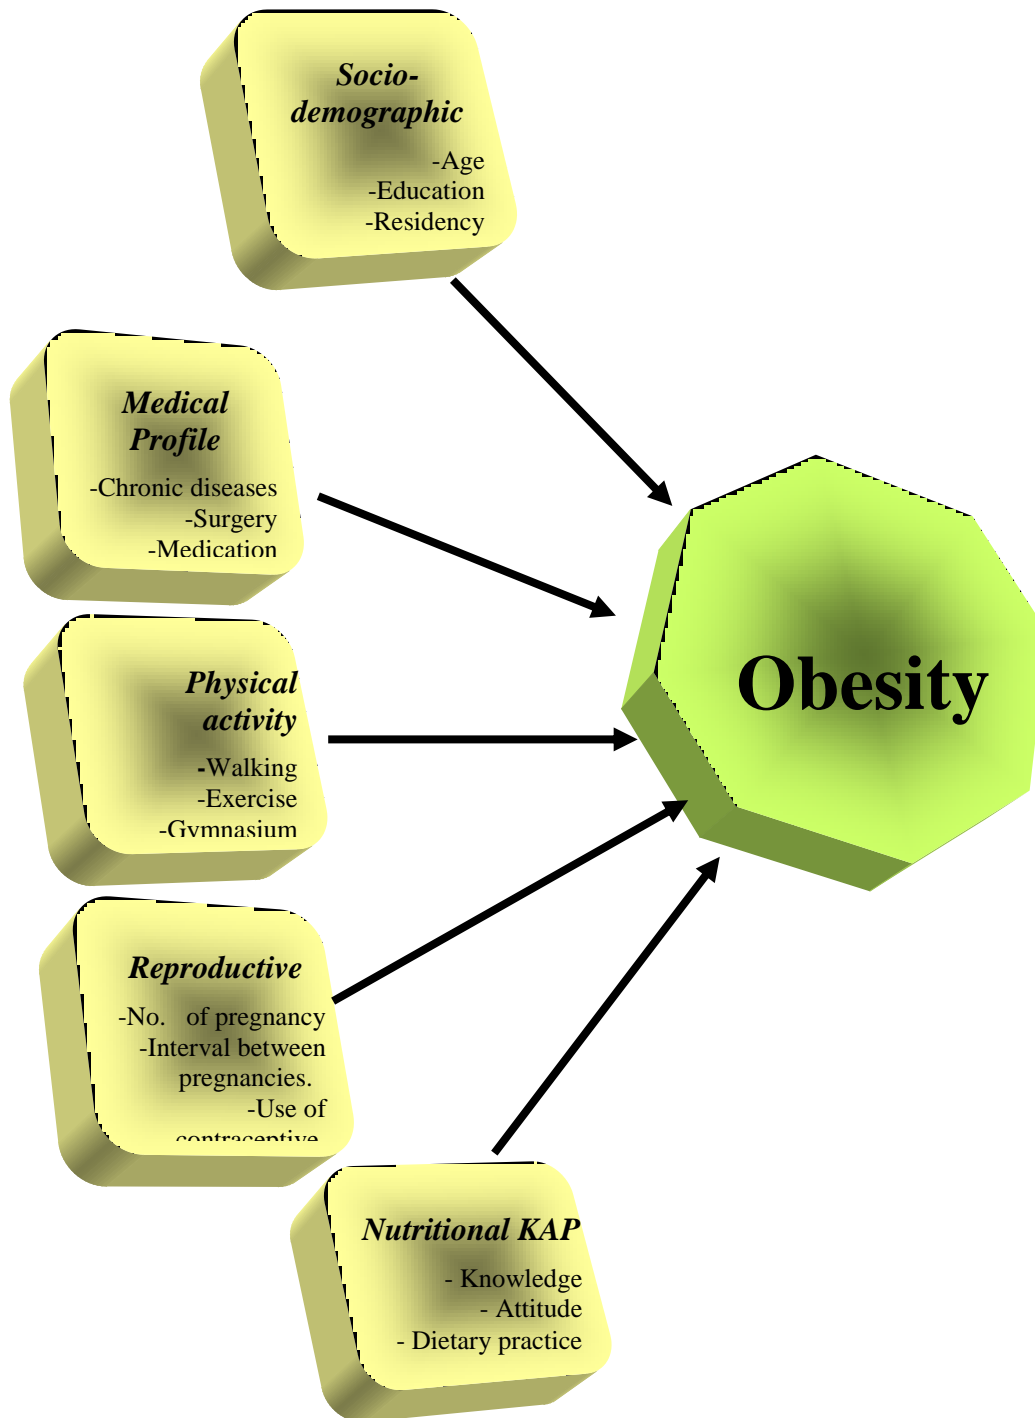 Socio-
demographic
-Age
-Education
-Residency
Medical
Profile
-Chronic diseases
-Surgery
-Medication
Physical
activity
-Walking
-Exercise
-Gymnasium
Obesity
Reproductive
-No. of pregnancy
-Interval between
pregnancies.
-Use of
contraceptive.
Nutritional KAP
- Knowledge
- Attitude
- Dietary practice